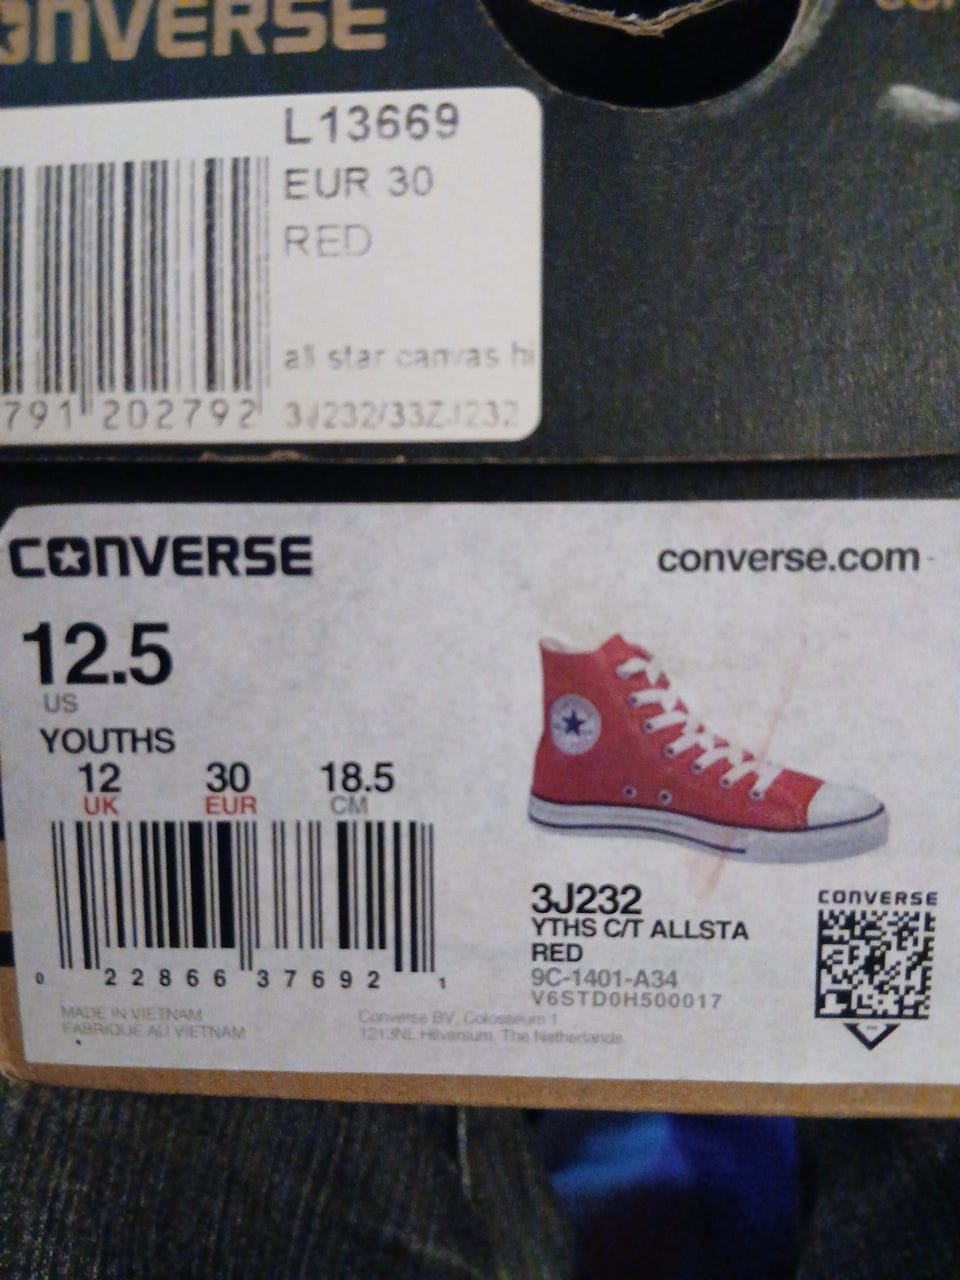 CONVERSE
L13669
EUR 30
RED
all star canvas hi
791 202792
3J232/33ZJ232
CONVERSE
converse.com
12.5
US
YOUTHS
12 30 18.5
UK EUR CM
0 22866 37692 1
3J232
YTHS C/T ALLSTA
RED
9C-1401-A34
V6STD0H500017
CONVERSE
MADE IN VIETNAM
FABRIQUE AU VIETNAM
Converse BV, Colosseum 1
1213NL Hilversum, The Netherlands